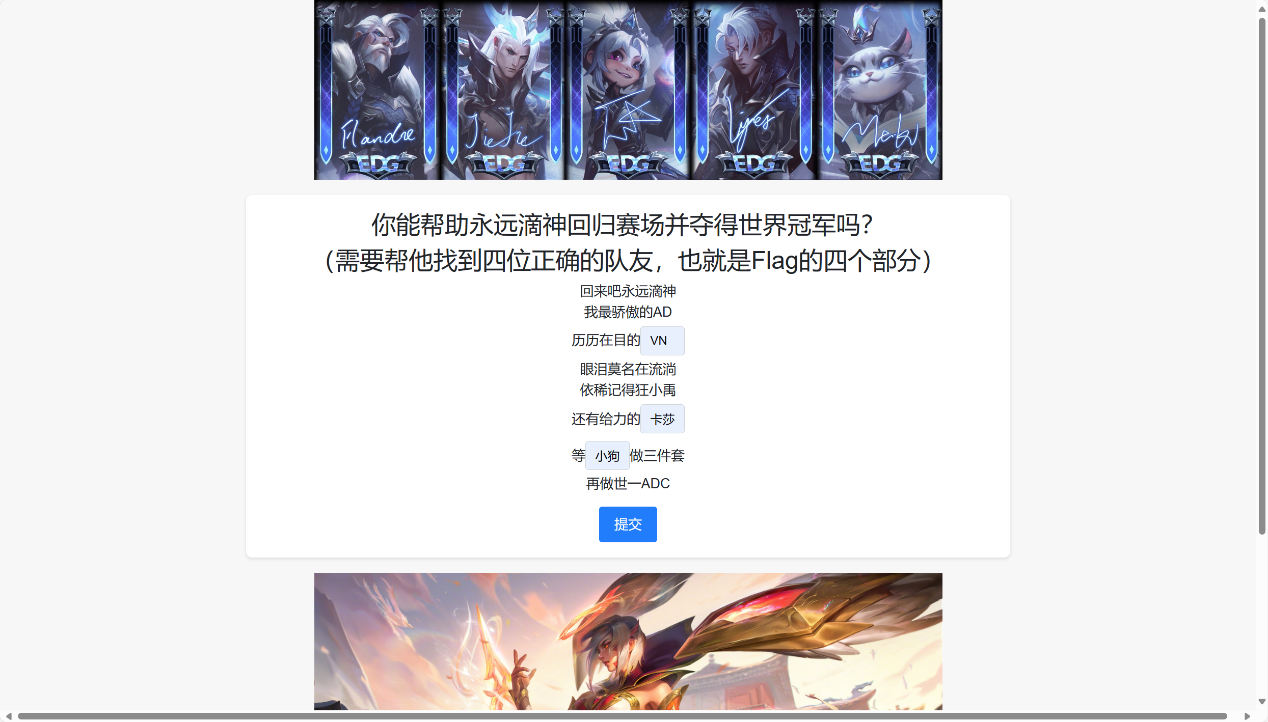 Flandre
JieJie
Meiko
EDG EDG EDG EDG EDG
你能帮助永远滴神回归赛场并夺得世界冠军吗？
（需要帮他找到四位正确的队友，也就是Flag的四个部分）
回来吧永远滴神
我最骄傲的AD
历历在目的 VN
眼泪莫名在流淌
依稀记得狂小禹
还有给力的 卡莎
等 小狗 做三件套
再做世一ADC
提交